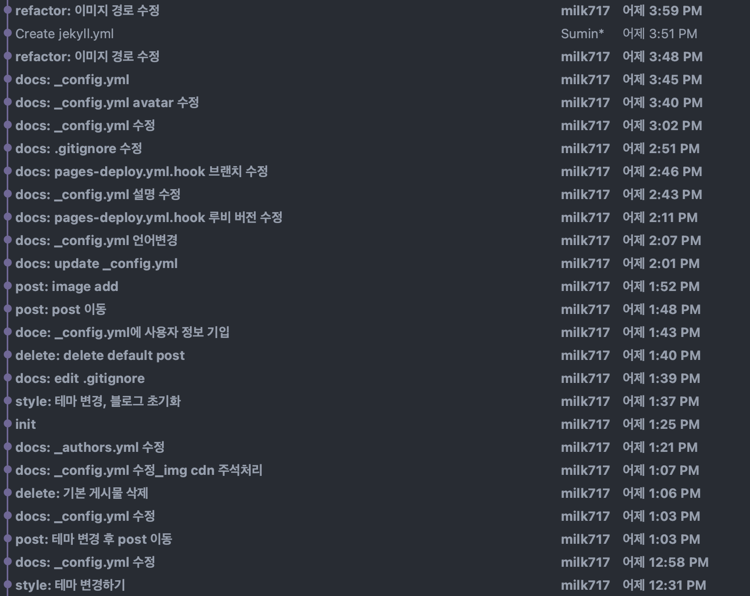 refactor: 이미지 경로 수정 milk717 어제 3:59 PM
Create jekyll.yml Sumin* 어제 3:51 PM
refactor: 이미지 경로 수정 milk717 어제 3:48 PM
docs: _config.yml milk717 어제 3:45 PM
docs: _config.yml avatar 수정 milk717 어제 3:40 PM
docs: _config.yml 수정 milk717 어제 3:02 PM
docs: .gitignore 수정 milk717 어제 2:51 PM
docs: pages-deploy.yml.hook 브랜치 수정 milk717 어제 2:46 PM
docs: _config.yml 설명 수정 milk717 어제 2:43 PM
docs: pages-deploy.yml.hook 루비 버전 수정 milk717 어제 2:11 PM
docs: _config.yml 언어변경 milk717 어제 2:07 PM
docs: update _config.yml milk717 어제 2:01 PM
post: image add milk717 어제 1:52 PM
post: post 이동 milk717 어제 1:48 PM
doce: _config.yml에 사용자 정보 기입 milk717 어제 1:43 PM
delete: delete default post milk717 어제 1:40 PM
docs: edit .gitignore milk717 어제 1:39 PM
style: 테마 변경, 블로그 초기화 milk717 어제 1:37 PM
init milk717 어제 1:25 PM
docs: _authors.yml 수정 milk717 어제 1:21 PM
docs: _config.yml 수정_img cdn 주석처리 milk717 어제 1:07 PM
delete: 기본 게시물 삭제 milk717 어제 1:06 PM
docs: _config.yml 수정 milk717 어제 1:03 PM
post: 테마 변경 후 post 이동 milk717 어제 1:03 PM
docs: _config.yml 수정 milk717 어제 12:58 PM
style: 테마 변경하기 milk717 어제 12:31 PM